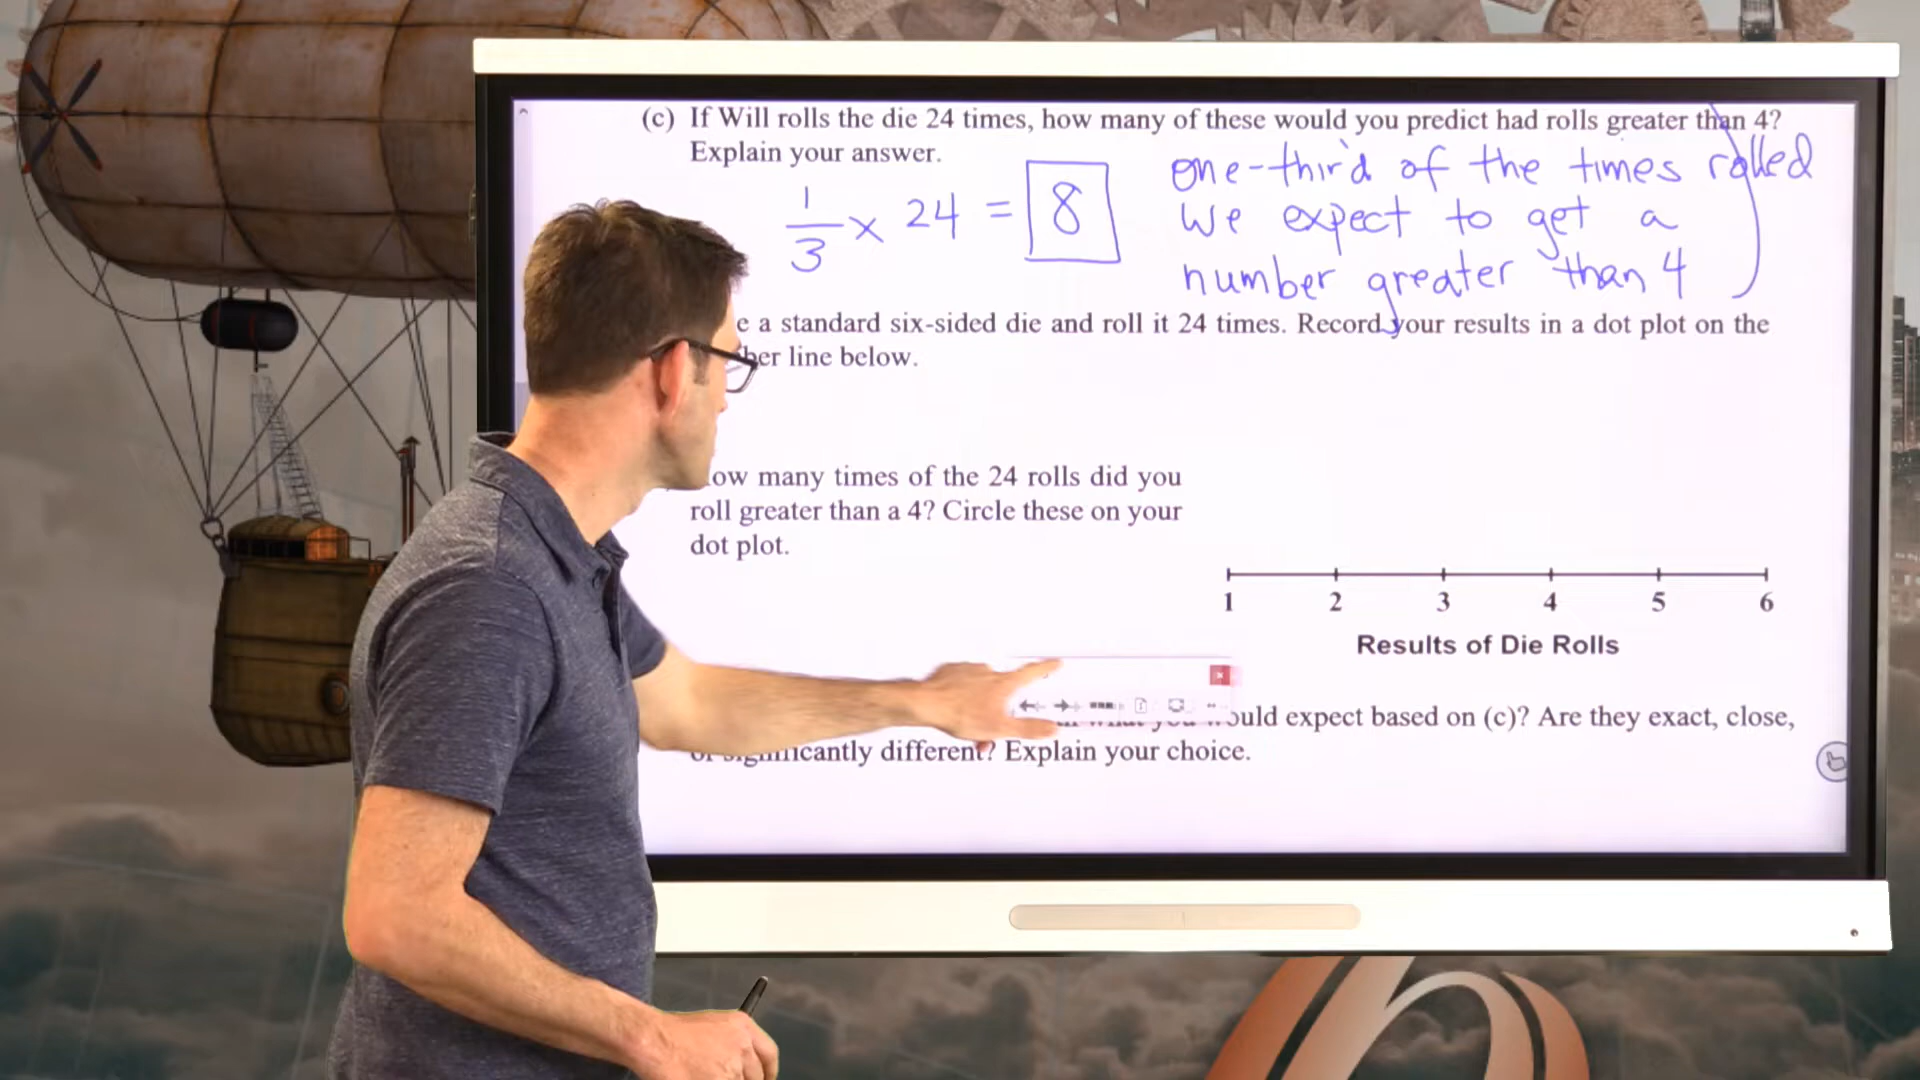 (c) If Will rolls the die 24 times, how many of these would you predict had rolls greater than 4?
Explain your answer.
1/3 × 24 = 8
one-third of the times rolled
we expect to get a
number greater than 4
a standard six-sided die and roll it 24 times. Record your results in a dot plot on the
line below.
many times of the 24 rolls did you
roll greater than a 4? Circle these on your
dot plot.
1 2 3 4 5 6
Results of Die Rolls
expect based on (c)? Are they exact, close,
different? Explain your choice.